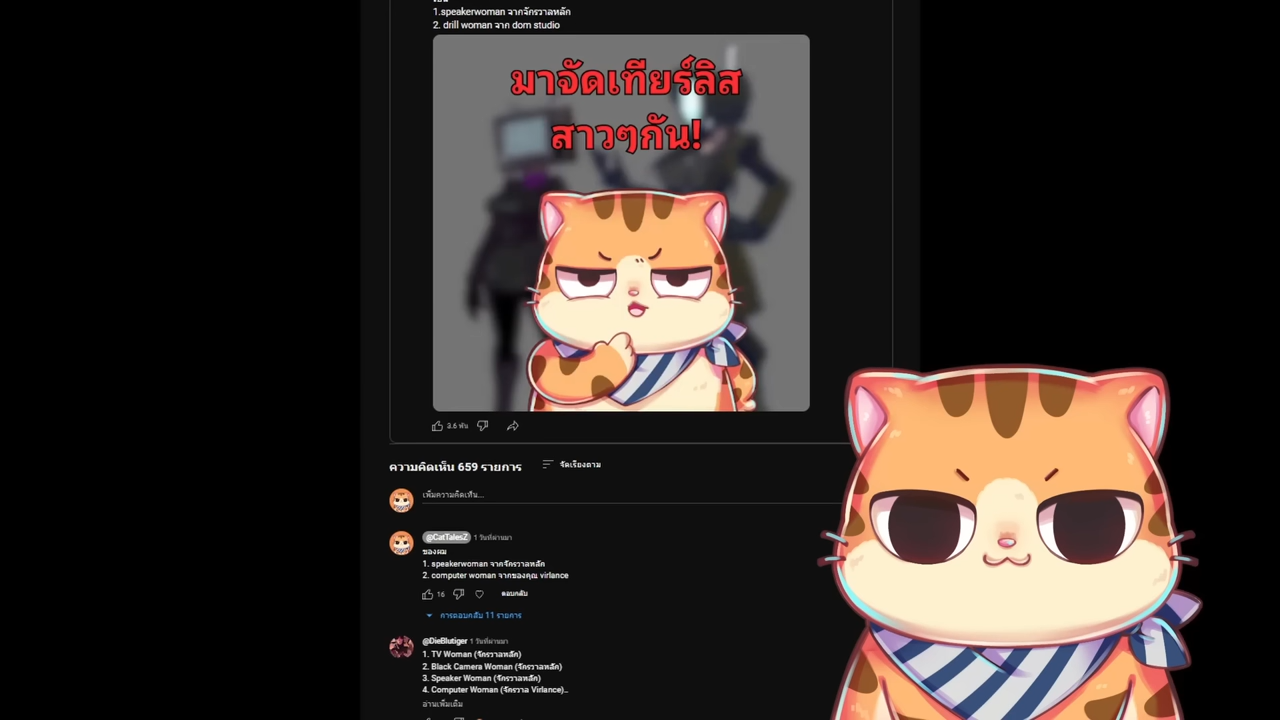 1.speakerwoman จากจักรวาลหลัก
2. drill woman จาก dom studio
มาจัดเทียร์ลิส
สาวๆกัน!
3.6 พัน
ความคิดเห็น 659 รายการ
จัดเรียงตาม
เพิ่มความคิดเห็น...
@CatTalesZ 1 วันที่ผ่านมา
ของผม
1. speakerwoman จากจักรวาลหลัก
2. computer woman จากของคุณ virlance
16 ตอบกลับ
การตอบกลับ 11 รายการ
@DieBlutiger 1 วันที่ผ่านมา
1. TV Woman (จักรวาลหลัก)
2. Black Camera Woman (จักรวาลหลัก)
3. Speaker Woman (จักรวาลหลัก)
4. Computer Woman (จักรวาล Virlance)..
อ่านเพิ่มเติม